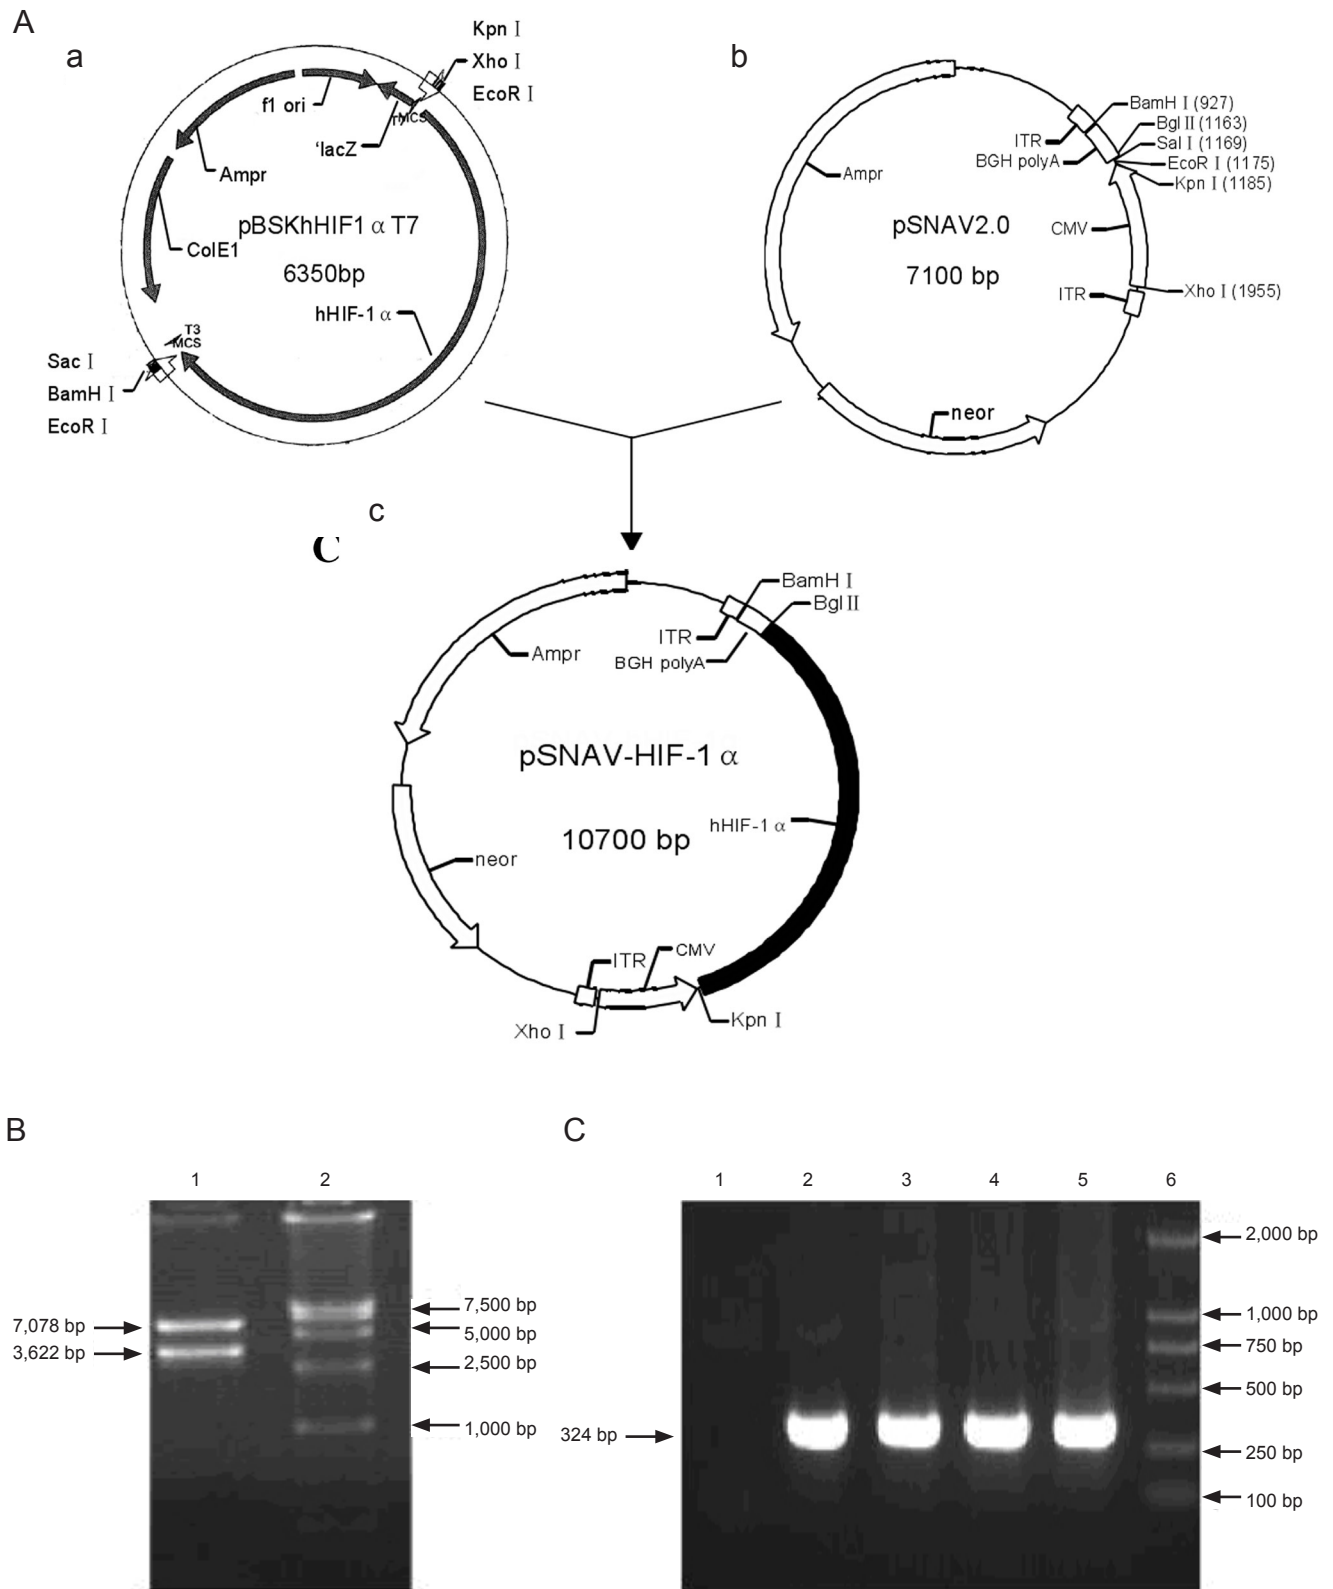 A
a
Kpn I
Xho I
EcoR I
f1 ori
T7
MCS
'lacZ
Ampr
pBSKhHIF1 α T7
6350bp
ColE1
hHIF-1 α
T3
MCS
Sac I
BamH I
EcoR I
b
BamH I (927)
Bgl II (1163)
Sal I (1169)
EcoR I (1175)
Kpn I (1185)
ITR
BGH polyA
Ampr
pSNAV2.0
7100 bp
CMV
ITR
Xho I (1955)
neor
c
C
BamH I
Bgl II
ITR
BGH polyA
Ampr
pSNAV-HIF-1 α
10700 bp
hHIF-1 α
neor
ITR
CMV
Xho I
Kpn I
B
1 2
7,078 bp
3,622 bp
7,500 bp
5,000 bp
2,500 bp
1,000 bp
C
1 2 3 4 5 6
324 bp
2,000 bp
1,000 bp
750 bp
500 bp
250 bp
100 bp